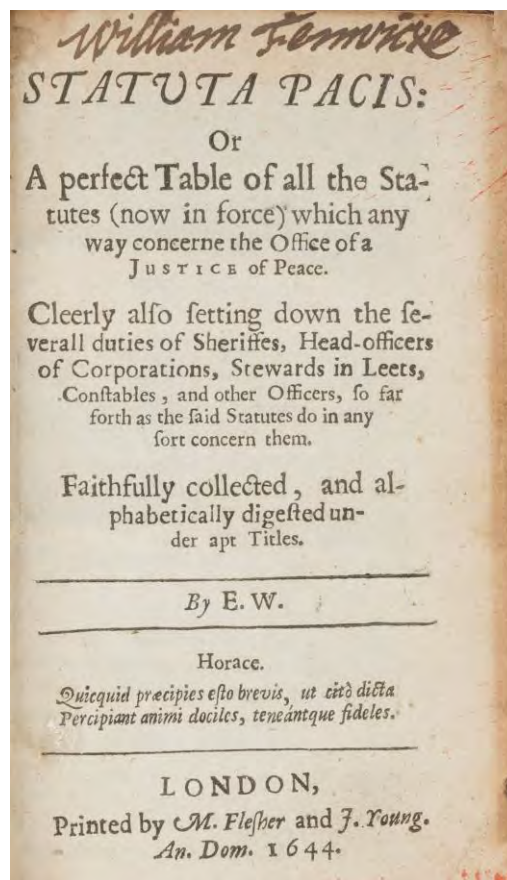 William Fenwicke
STATUTA PACIS:
Or
A perfect Table of all the Sta-
tutes (now in force) which any
way concerne the Office of a
JUSTICE of Peace.
Cleerly alſo ſetting down the ſe-
verall duties of Sheriffes, Head-officers
of Corporations, Stewards in Leets,
Conſtables, and other Officers, ſo far
forth as the ſaid Statutes do in any
ſort concern them.
Faithfully collected, and al-
phabetically digeſted un-
der apt Titles.
By E. W.
Horace.
Quicquid præcipies eſto brevis, ut citò dicta
Percipiant animi dociles, teneántque fideles.
LONDON,
Printed by M. Fleſher and J. Young.
An. Dom. 1644.